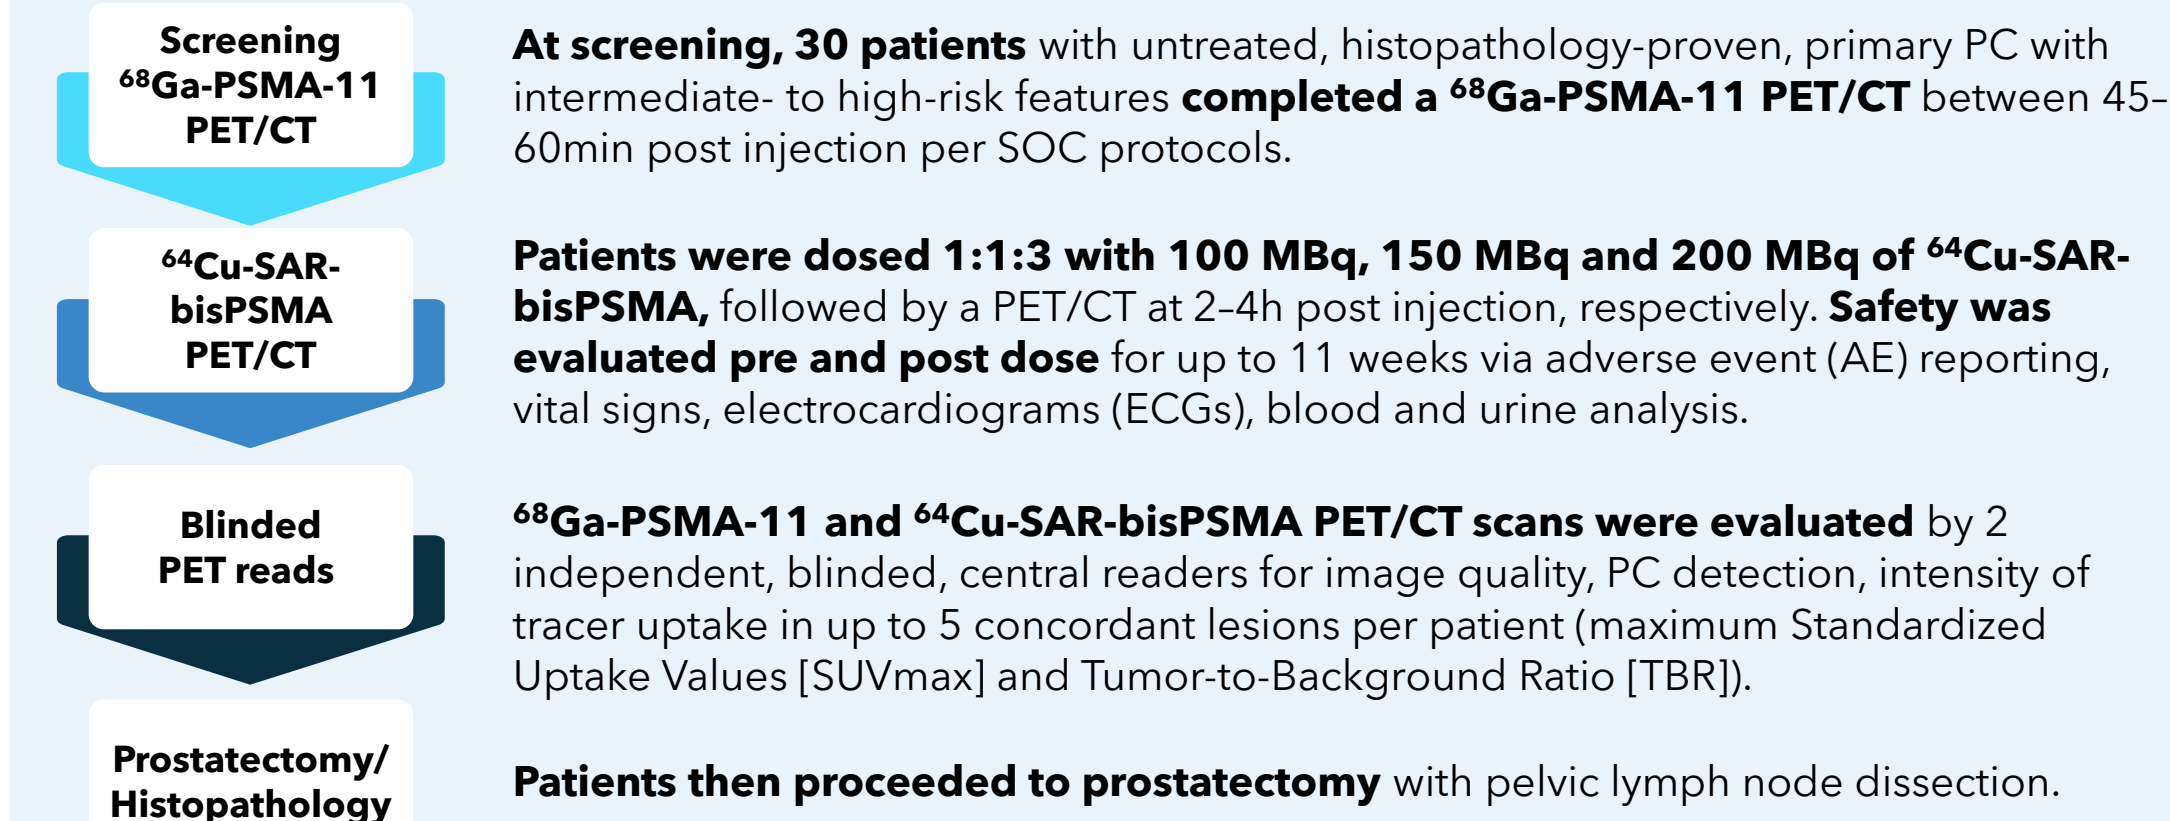 Screening
⁶⁸Ga-PSMA-11
PET/CT
At screening, 30 patients with untreated, histopathology-proven, primary PC with
intermediate- to high-risk features completed a ⁶⁸Ga-PSMA-11 PET/CT between 45–
60min post injection per SOC protocols.
⁶⁴Cu-SAR-
bisPSMA
PET/CT
Patients were dosed 1:1:3 with 100 MBq, 150 MBq and 200 MBq of ⁶⁴Cu-SAR-
bisPSMA, followed by a PET/CT at 2–4h post injection, respectively. Safety was
evaluated pre and post dose for up to 11 weeks via adverse event (AE) reporting,
vital signs, electrocardiograms (ECGs), blood and urine analysis.
Blinded
PET reads
⁶⁸Ga-PSMA-11 and ⁶⁴Cu-SAR-bisPSMA PET/CT scans were evaluated by 2
independent, blinded, central readers for image quality, PC detection, intensity of
tracer uptake in up to 5 concordant lesions per patient (maximum Standardized
Uptake Values [SUVmax] and Tumor-to-Background Ratio [TBR]).
Prostatectomy/
Histopathology
Patients then proceeded to prostatectomy with pelvic lymph node dissection.